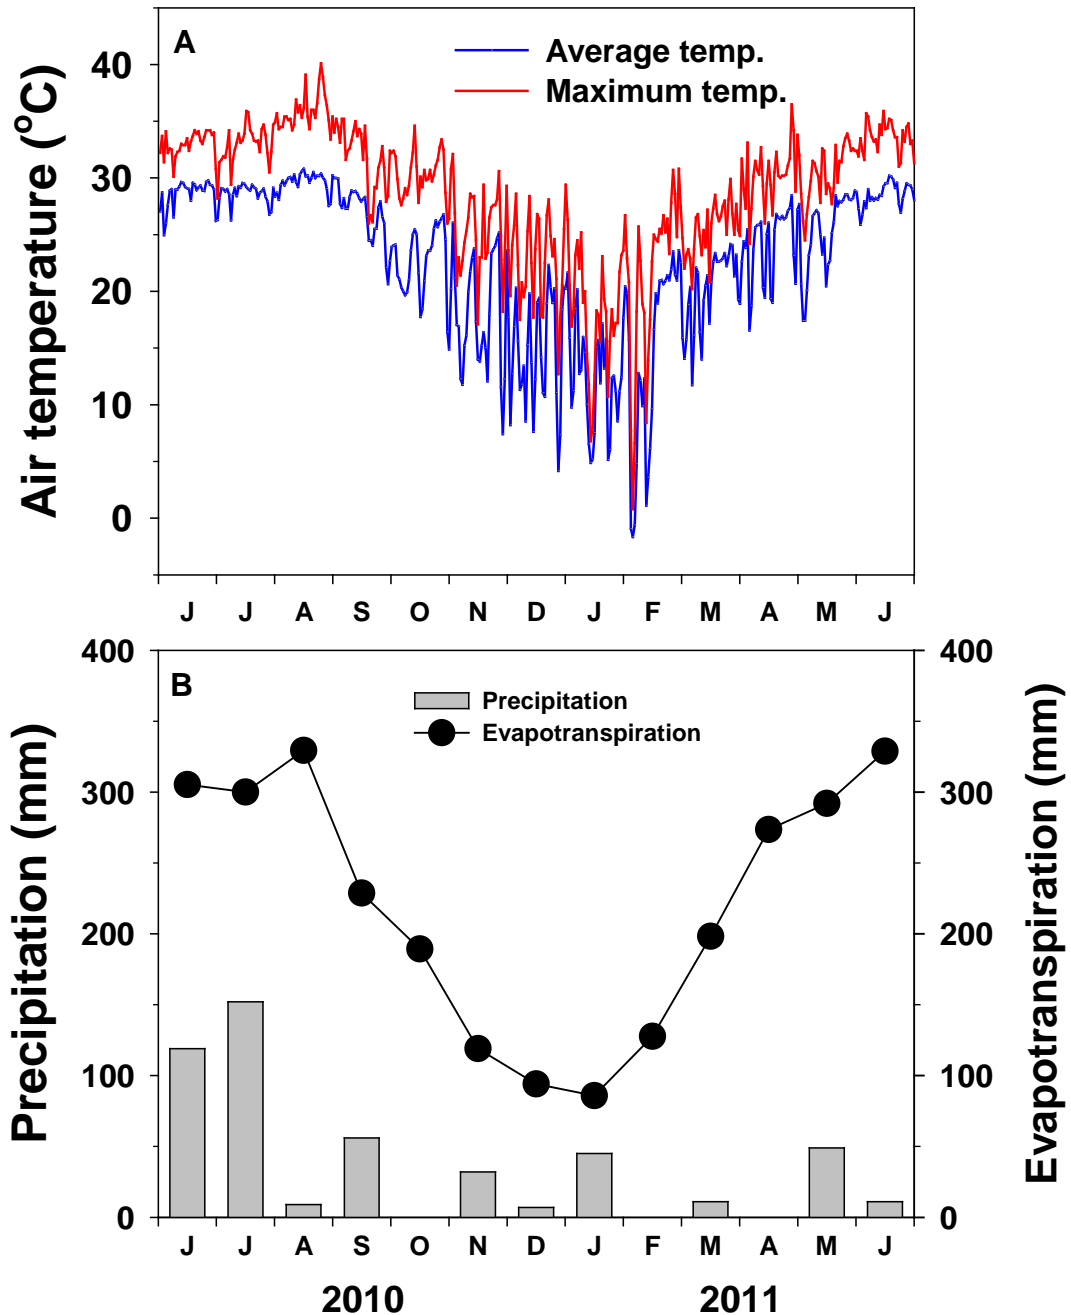 A
Average temp.
Maximum temp.
Air temperature (°C)
40
30
20
10
0
J J A S O N D J F M A M J
B
Precipitation
Evapotranspiration
Precipitation (mm)
400
300
200
100
0
400
300
200
100
0
Evapotranspiration (mm)
J J A S O N D J F M A M J
2010 2011